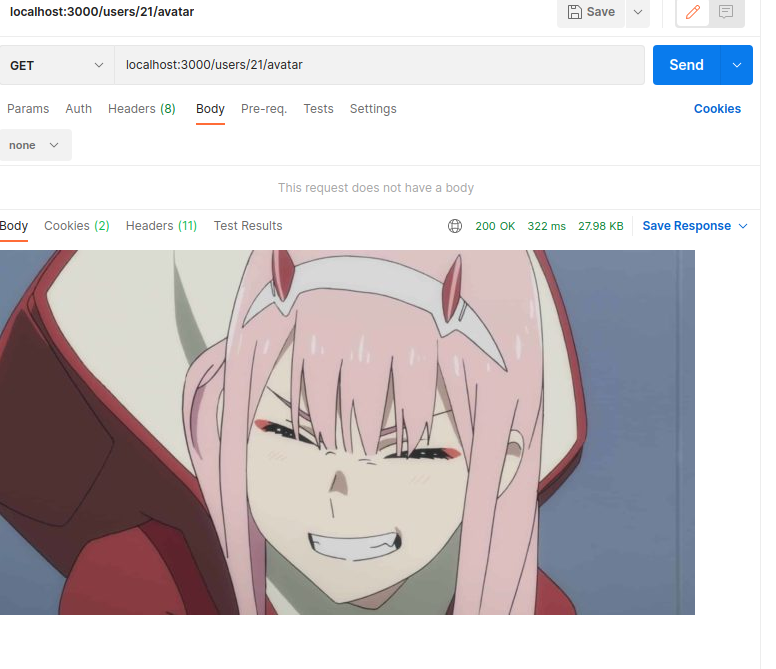 localhost:3000/users/21/avatar
Save
GET
localhost:3000/users/21/avatar
Send
Params Auth Headers (8) Body Pre-req. Tests Settings Cookies
none
This request does not have a body
Body Cookies (2) Headers (11) Test Results 200 OK 322 ms 27.98 KB Save Response